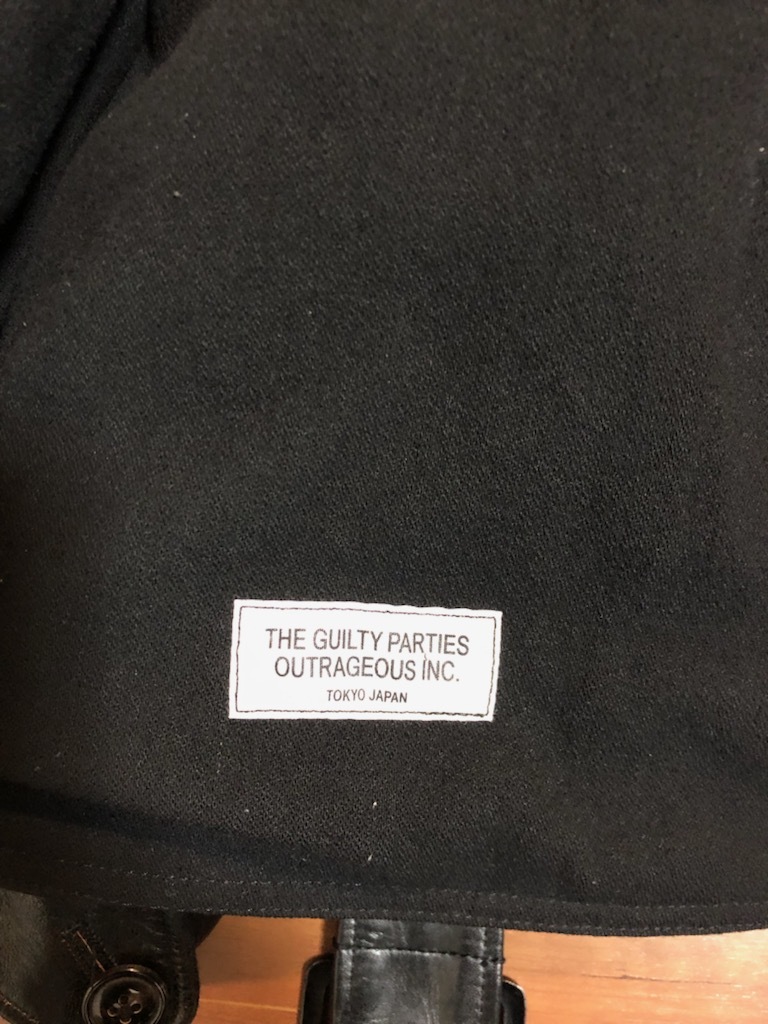 THE GUILTY PARTIES
OUTRAGEOUS INC.
TOKYO JAPAN